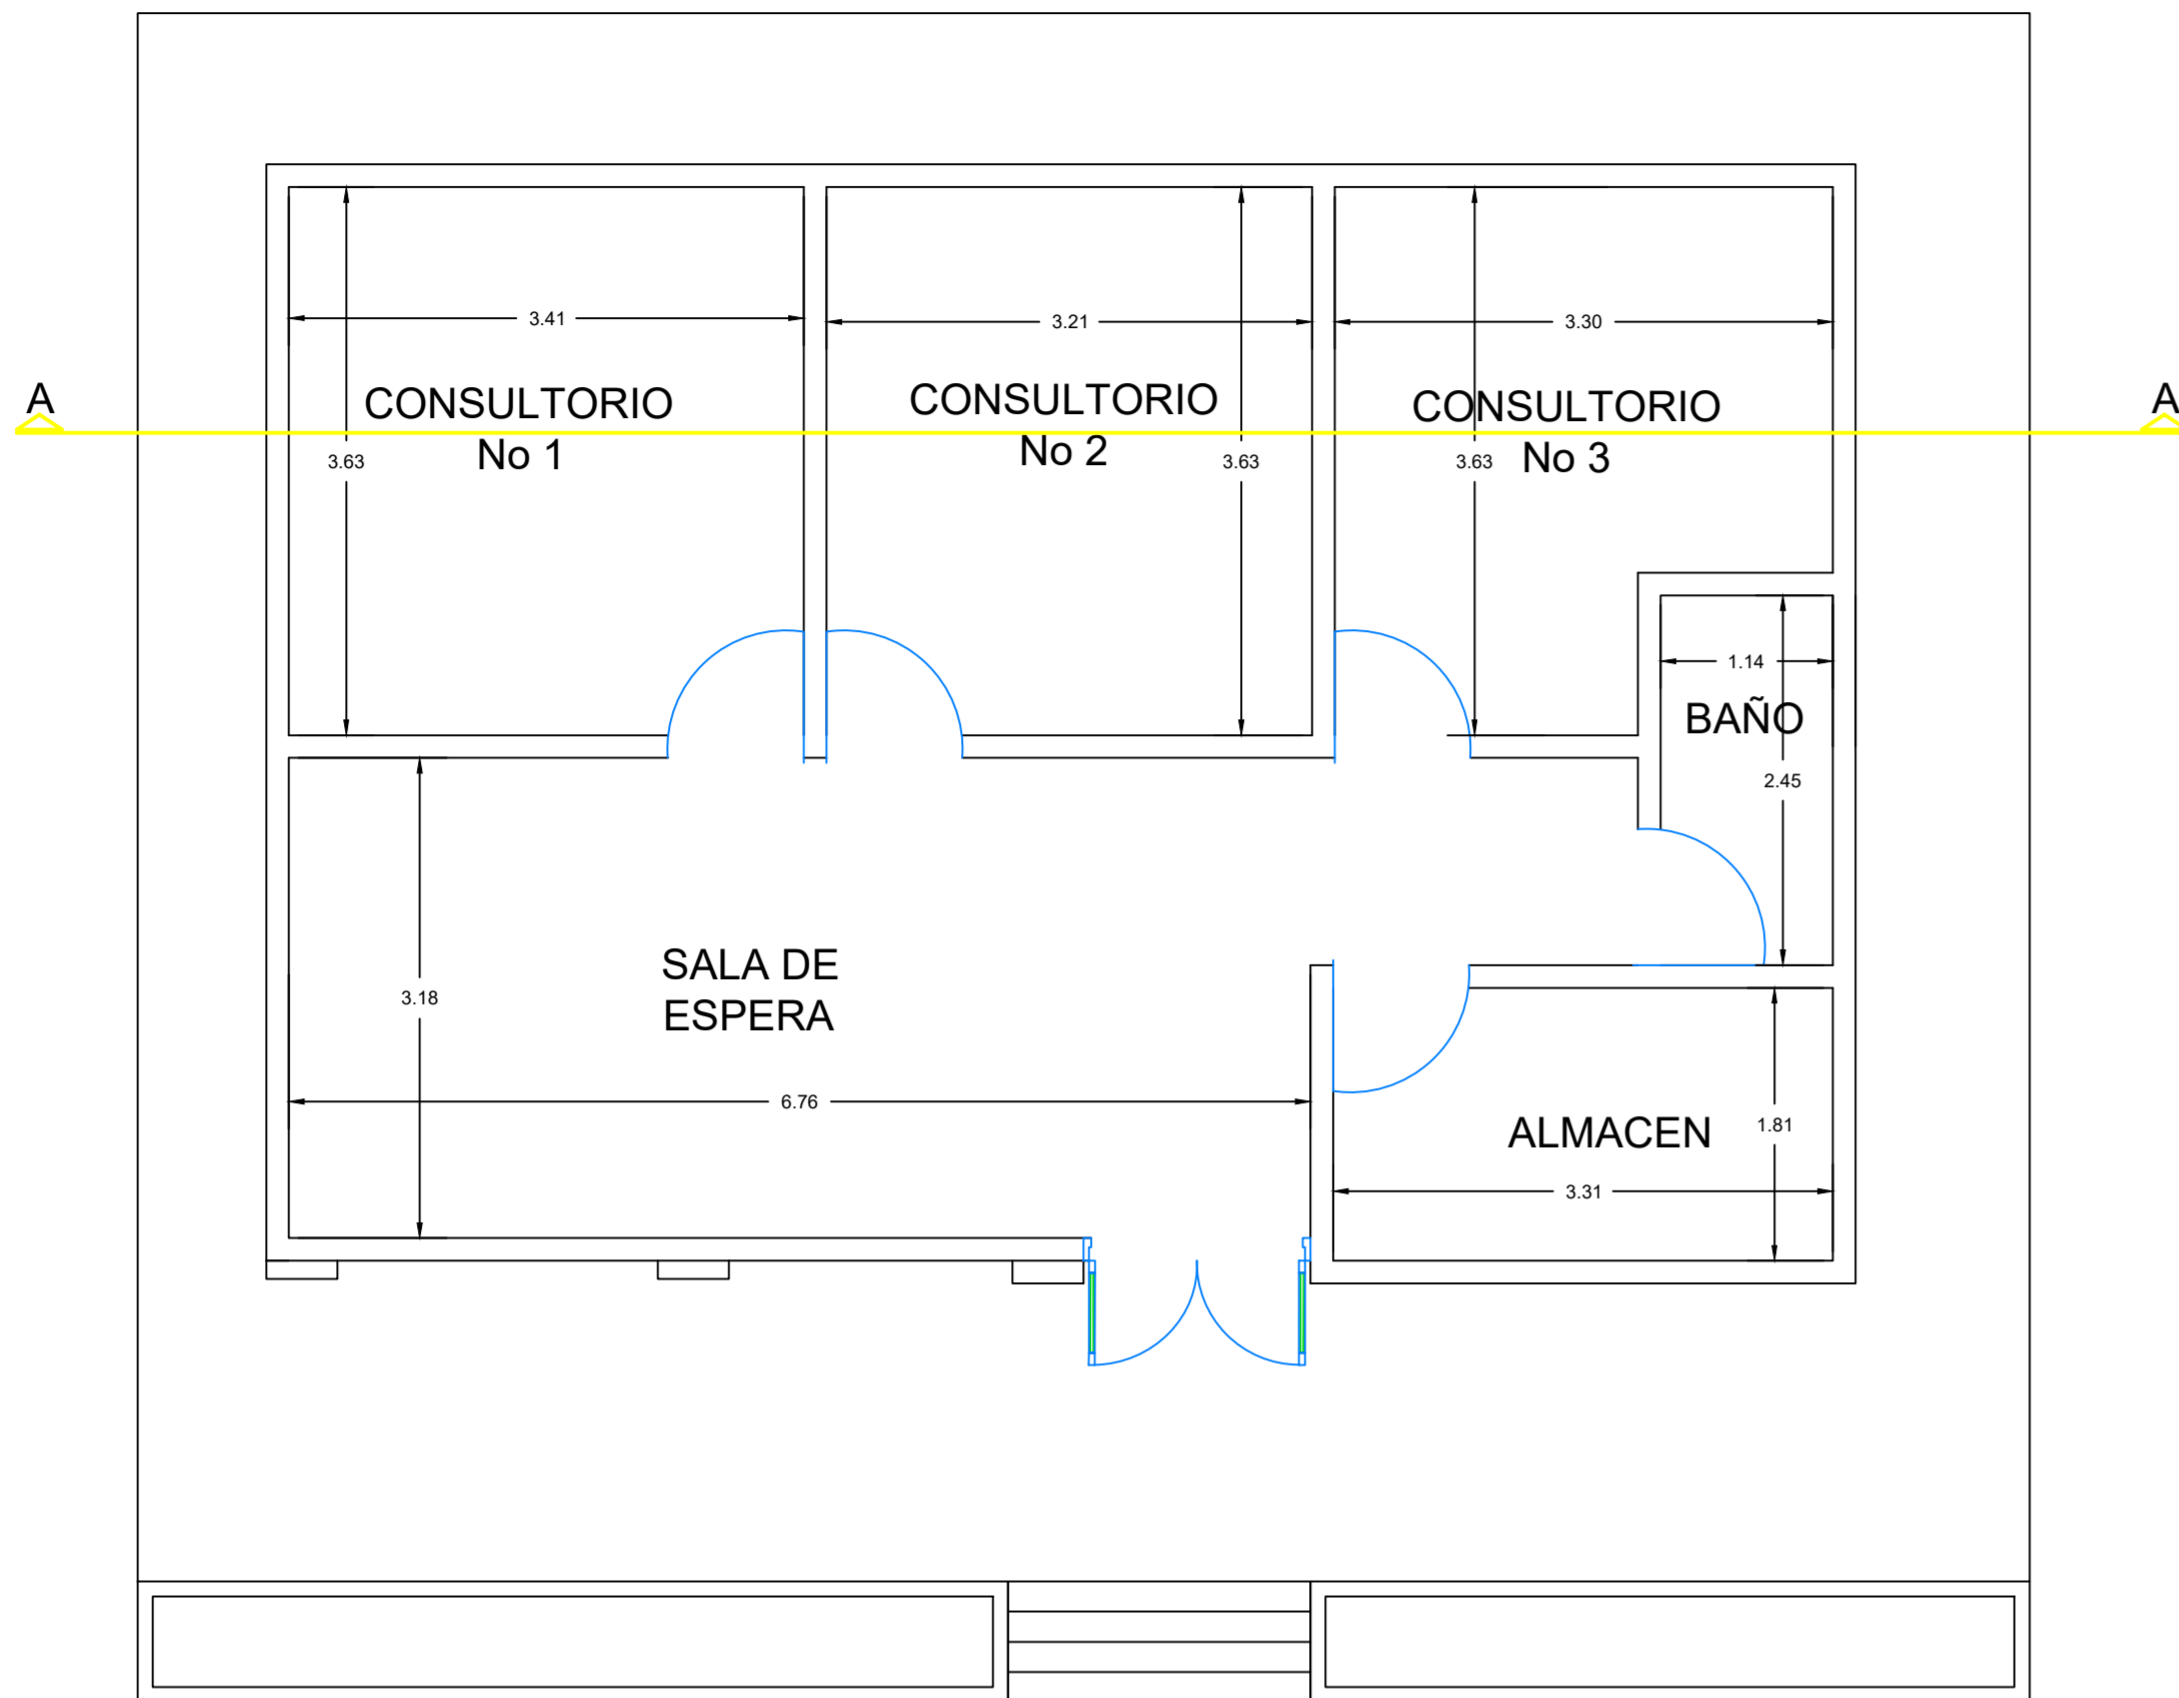 3.41
3.21
3.30
A
CONSULTORIO
No 1
CONSULTORIO
No 2
CONSULTORIO
No 3
A
3.63
3.63
3.63
1.14
BAÑO
2.45
SALA DE
ESPERA
3.18
6.76
ALMACEN
1.81
3.31